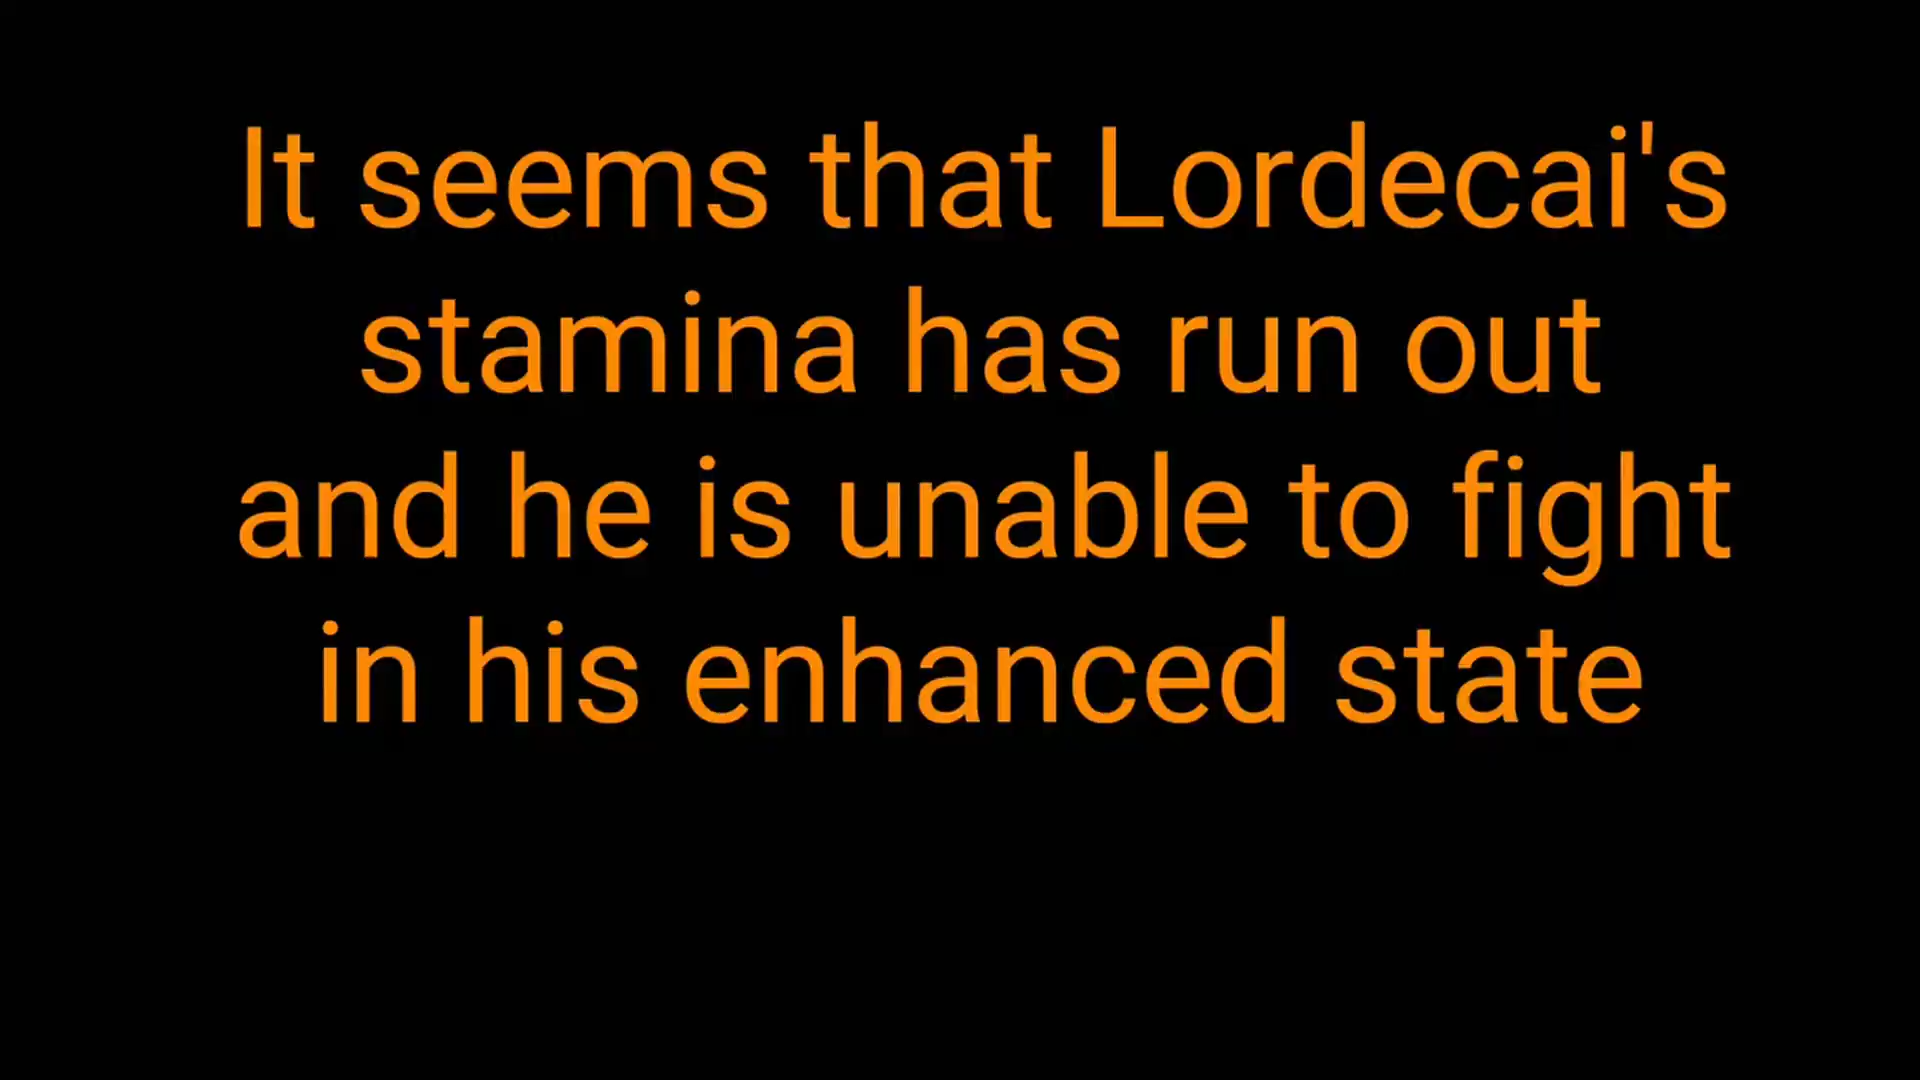 It seems that Lordecai's
stamina has run out
and he is unable to fight
in his enhanced state